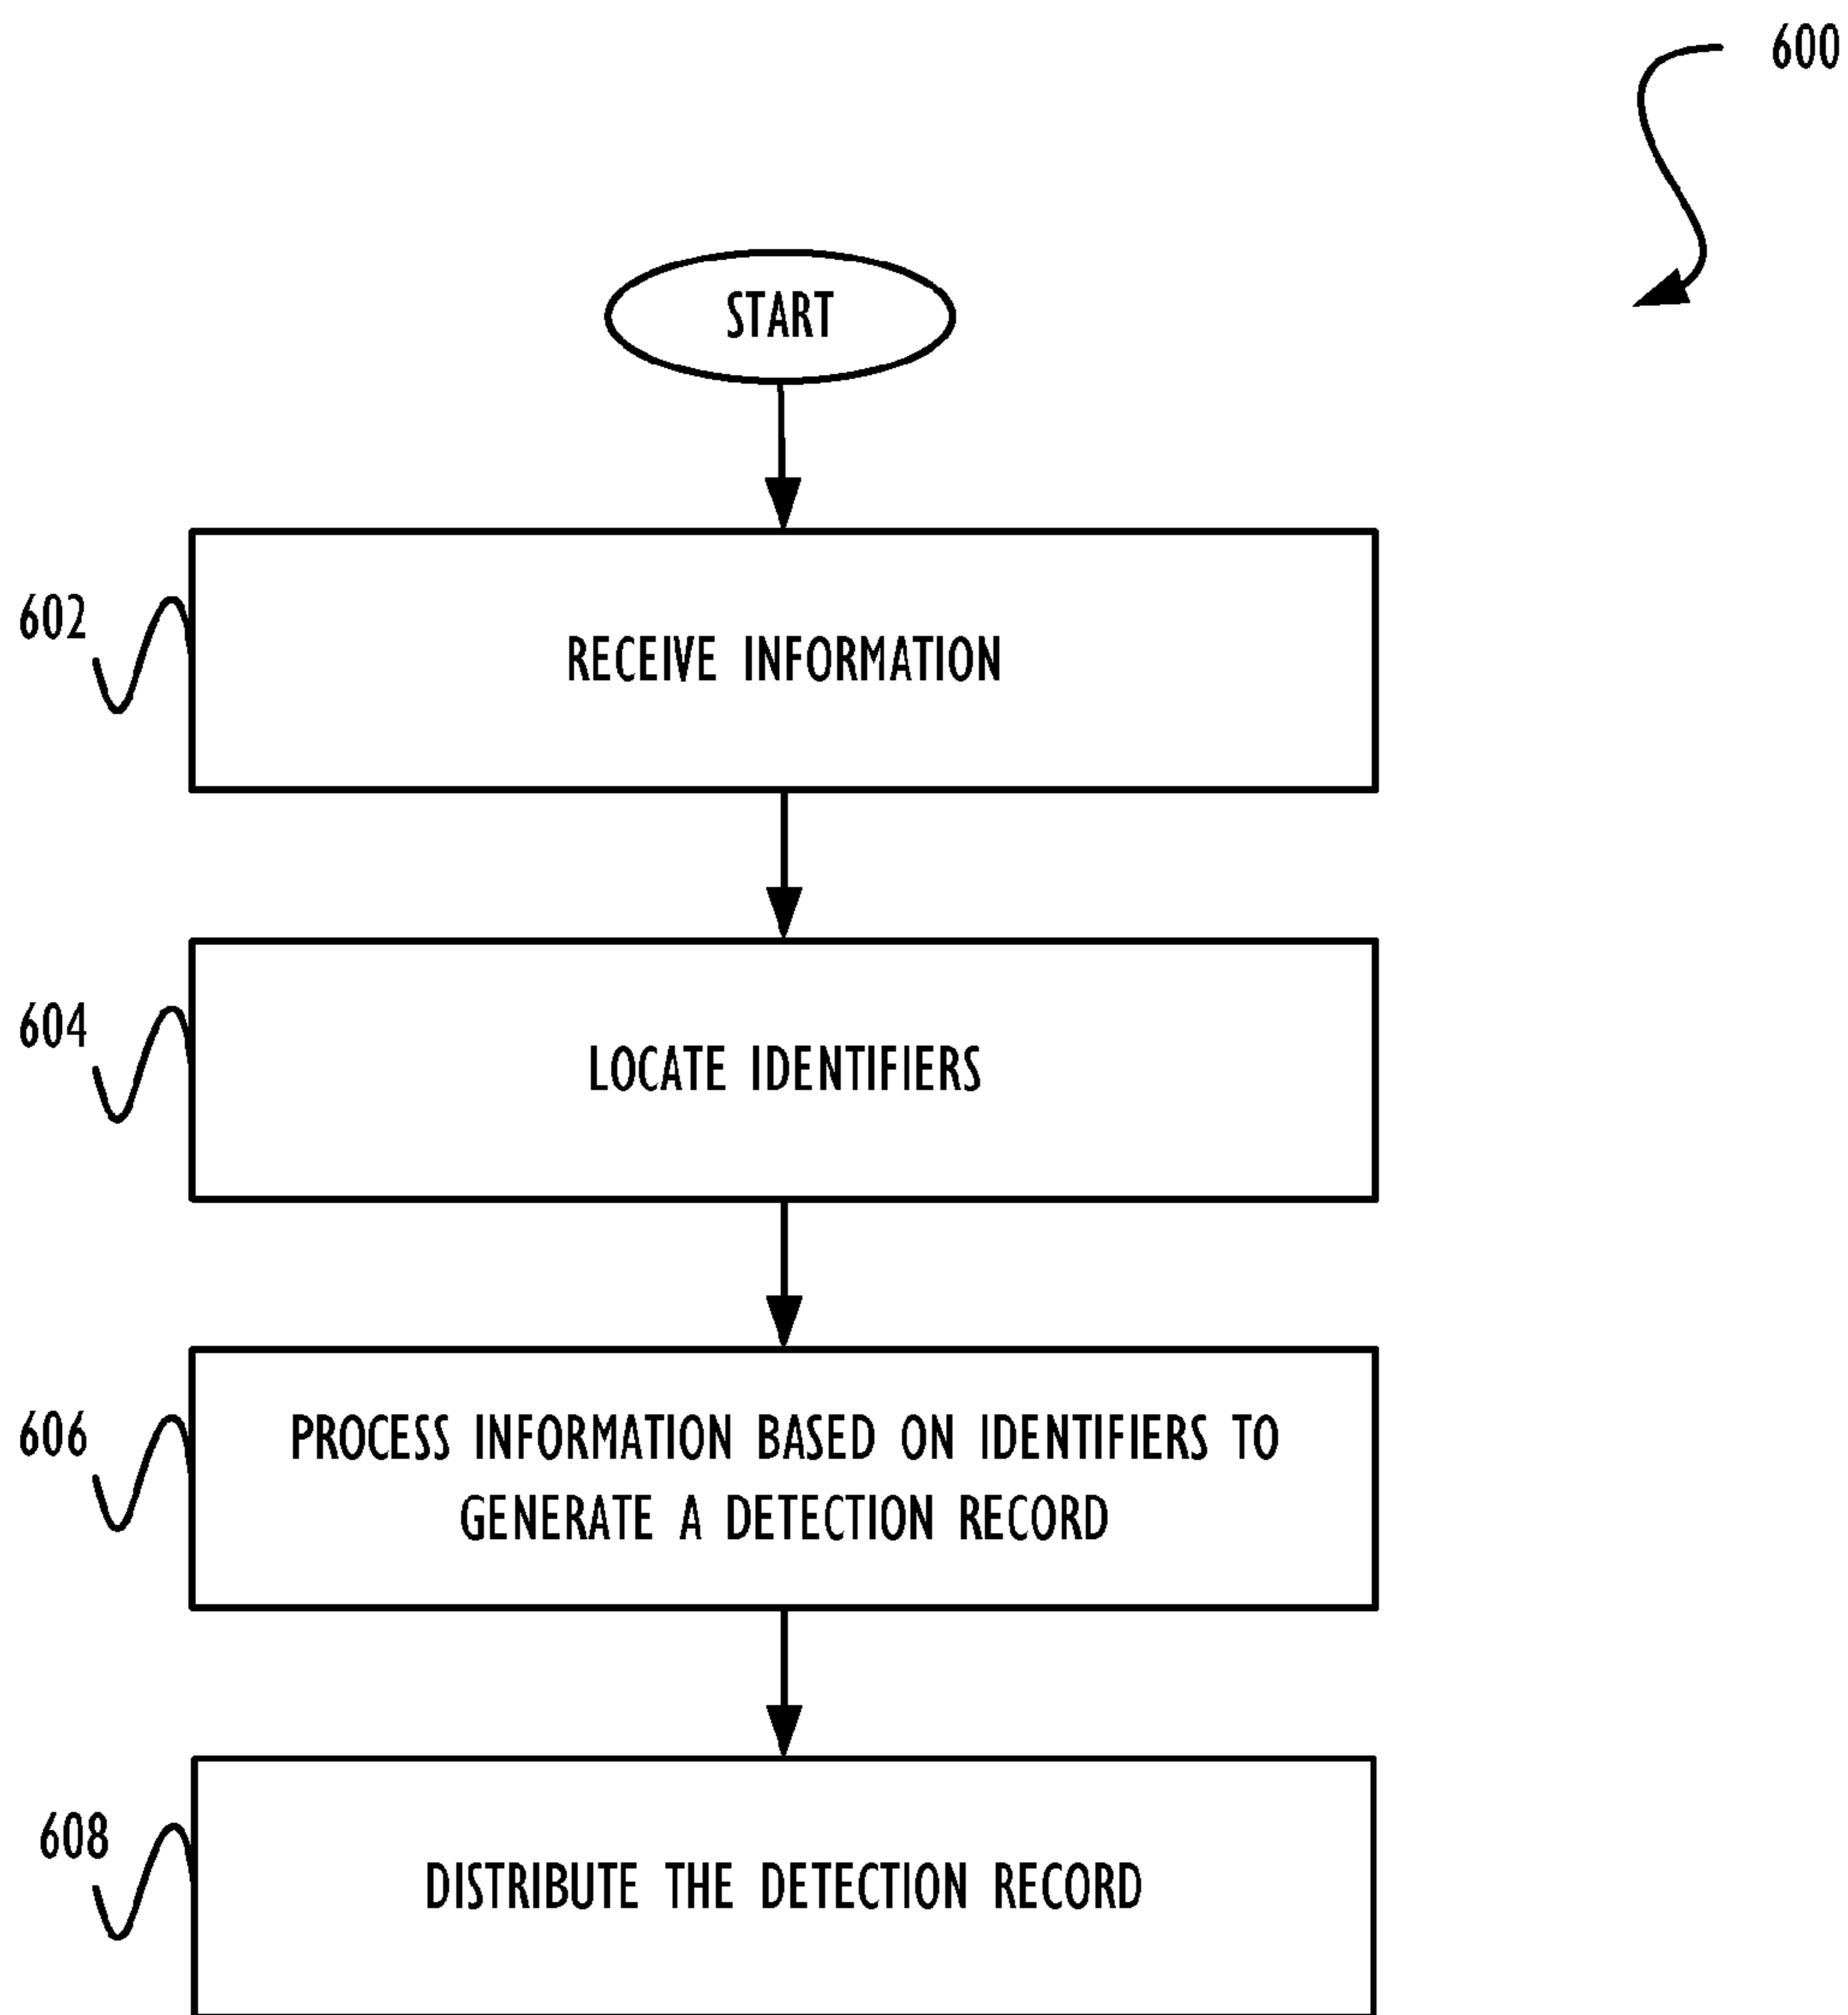 600
START
602
RECEIVE INFORMATION
604
LOCATE IDENTIFIERS
606
PROCESS INFORMATION BASED ON IDENTIFIERS TO
GENERATE A DETECTION RECORD
608
DISTRIBUTE THE DETECTION RECORD